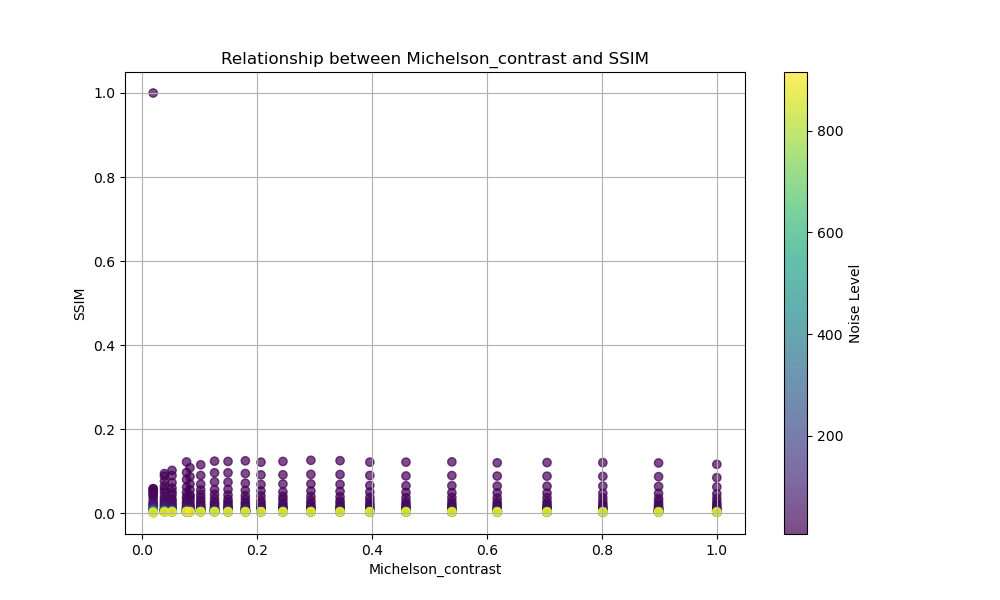 Relationship between Michelson_contrast and SSIM
1.0
0.8
0.6
0.4
0.2
0.0
SSIM
0.0 0.2 0.4 0.6 0.8 1.0
Michelson_contrast
800
600
400
200
Noise Level